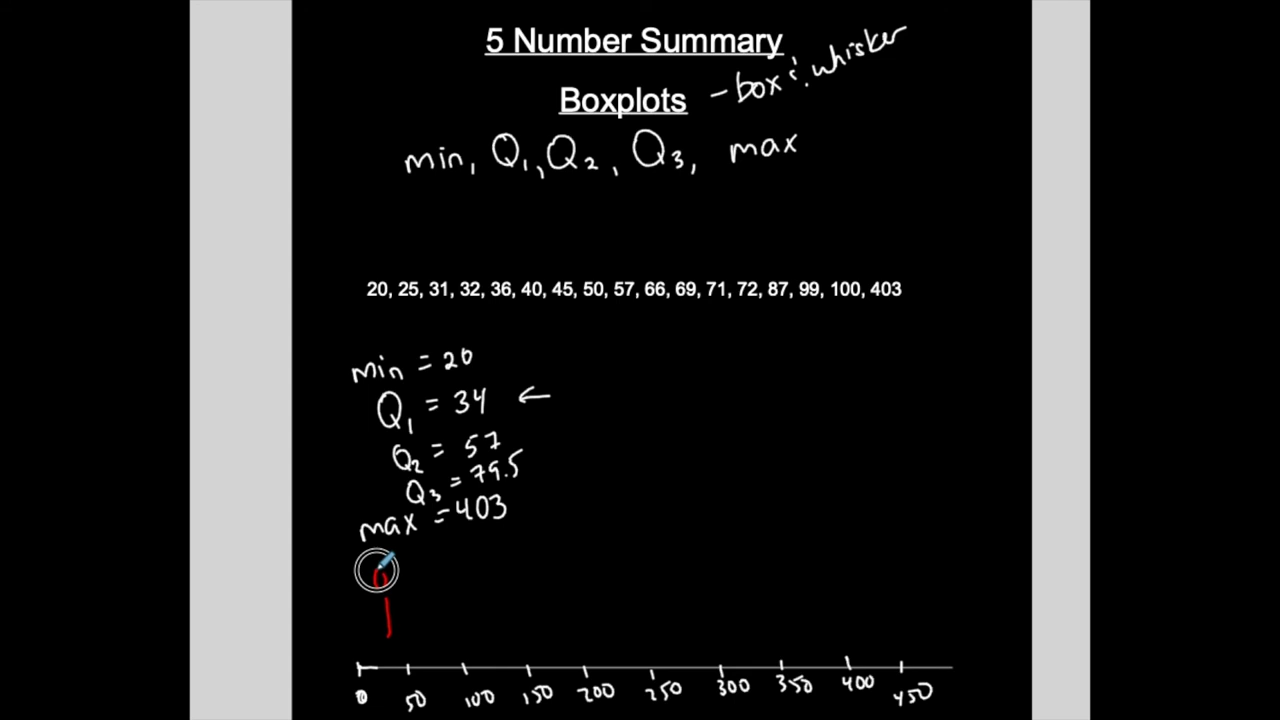 5 Number Summary
Boxplots - box & whisker
min, Q1, Q2, Q3, max
20, 25, 31, 32, 36, 40, 45, 50, 57, 66, 69, 71, 72, 87, 99, 100, 403
min = 20
Q1 = 34 ←
Q2 = 57
Q3 = 79.5
max = 403
0 50 100 150 200 250 300 350 400 450